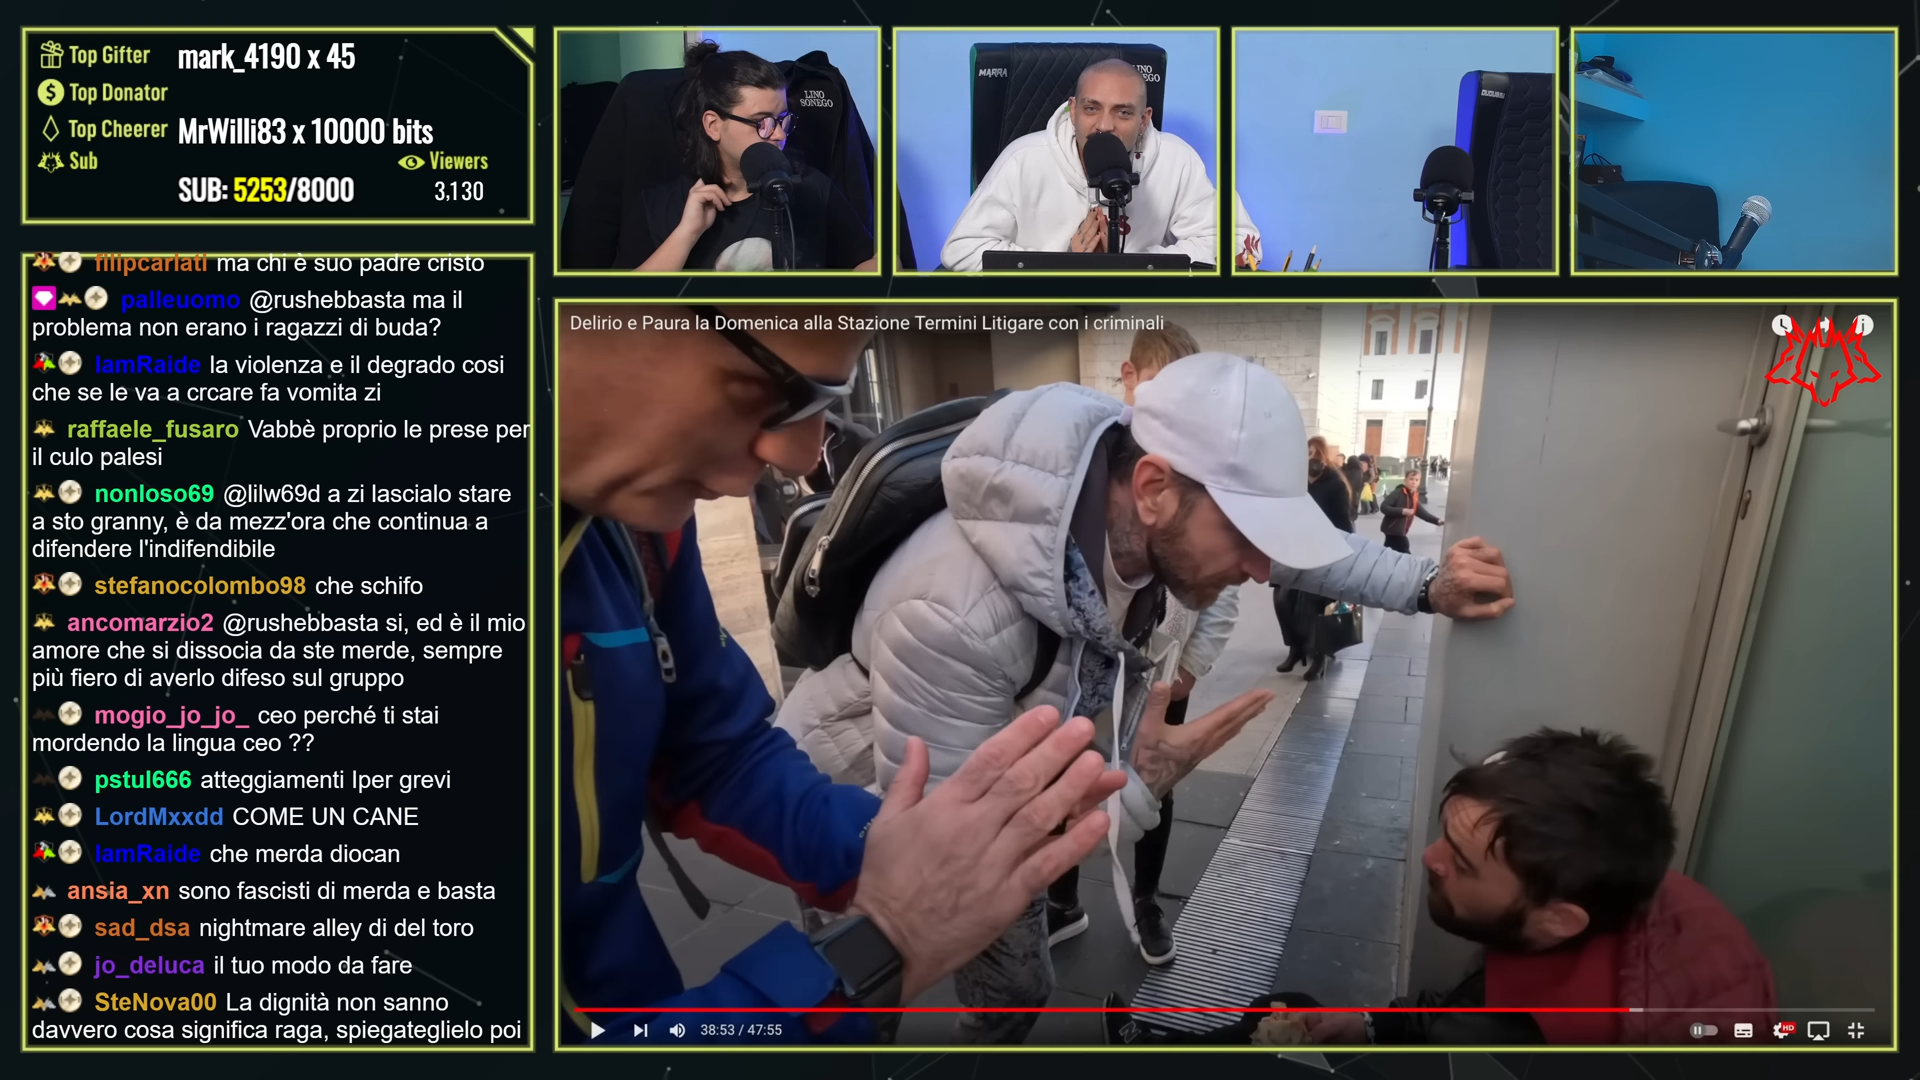 Top Gifter mark_4190 x 45
Top Donator
Top Cheerer MrWilli83 x 10000 bits
Sub Viewers
SUB: 5253/8000 3,130
filipcarlati ma chi è suo padre cristo
palleuomo @rushebbasta ma il
problema non erano i ragazzi di buda?
IamRaide la violenza e il degrado cosi
che se le va a crcare fa vomita zi
raffaele_fusaro Vabbè proprio le prese per
il culo palesi
nonloso69 @lilw69d a zi lascialo stare
a sto granny, è da mezz'ora che continua a
difendere l'indifendibile
stefanocolombo98 che schifo
ancomarzio2 @rushebbasta si, ed è il mio
amore che si dissocia da ste merde, sempre
più fiero di averlo difeso sul gruppo
mogio_jo_jo_ ceo perché ti stai
mordendo la lingua ceo ??
pstul666 atteggiamenti Iper grevi
LordMxxdd COME UN CANE
IamRaide che merda diocan
ansia_xn sono fascisti di merda e basta
sad_dsa nightmare alley di del toro
jo_deluca il tuo modo da fare
SteNova00 La dignità non sanno
davvero cosa significa raga, spiegateglielo poi
LINO
SONEGO
MARRA
LINO
Delirio e Paura la Domenica alla Stazione Termini Litigare con i criminali
38:53 / 47:55
HD